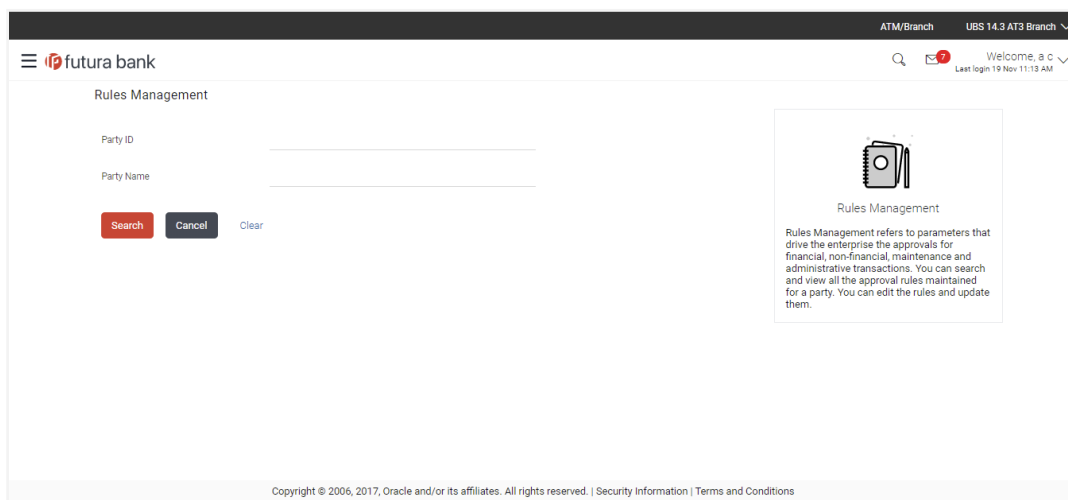 ATM/Branch UBS 14.3 AT3 Branch
futura bank
7
Welcome, a c
Last login 19 Nov 11:13 AM
Rules Management
Party ID
Party Name
Search Cancel Clear
Rules Management
Rules Management refers to parameters that
drive the enterprise the approvals for
financial, non-financial, maintenance and
administrative transactions. You can search
and view all the approval rules maintained
for a party. You can edit the rules and update
them.
Copyright © 2006, 2017, Oracle and/or its affiliates. All rights reserved. | Security Information | Terms and Conditions